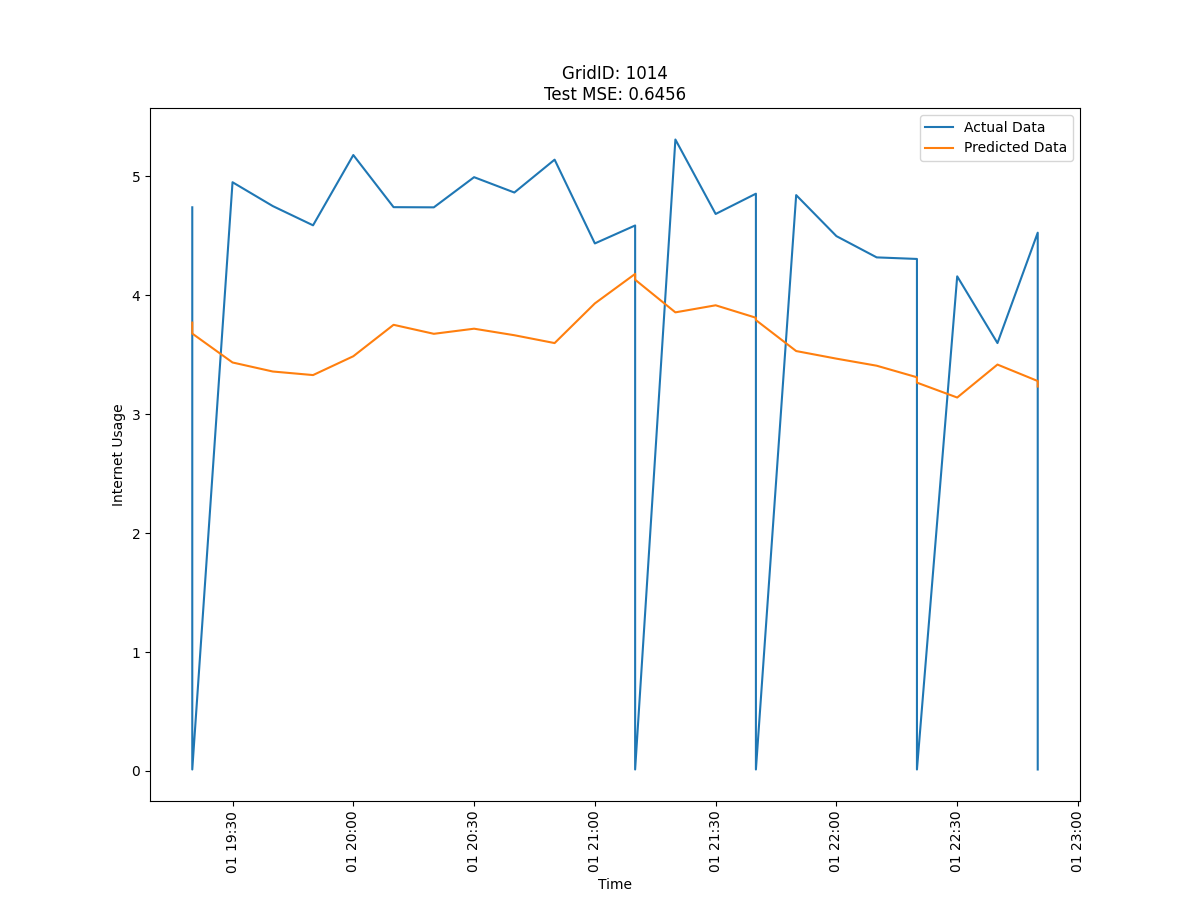 GridID: 1014
Test MSE: 0.6456
Actual Data
Predicted Data
5
4
3
2
1
0
Internet Usage
01 19:30
01 20:00
01 20:30
01 21:00
01 21:30
01 22:00
01 22:30
01 23:00
Time